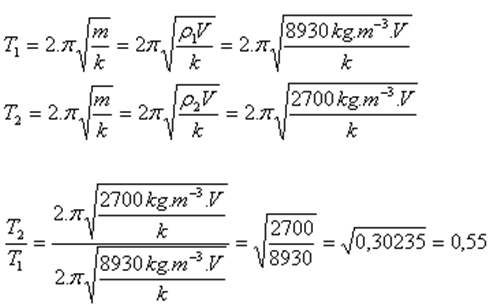 T₁ = 2.π√(m/k) = 2π√(ρ₁V/k) = 2.π√(8930 kg.m⁻³.V/k)
T₂ = 2.π√(m/k) = 2π√(ρ₂V/k) = 2.π√(2700 kg.m⁻³.V/k)
T₂/T₁ = (2.π√(2700 kg.m⁻³.V/k))/(2.π√(8930 kg.m⁻³.V/k)) = √(2700/8930) = √0,30235 = 0,55